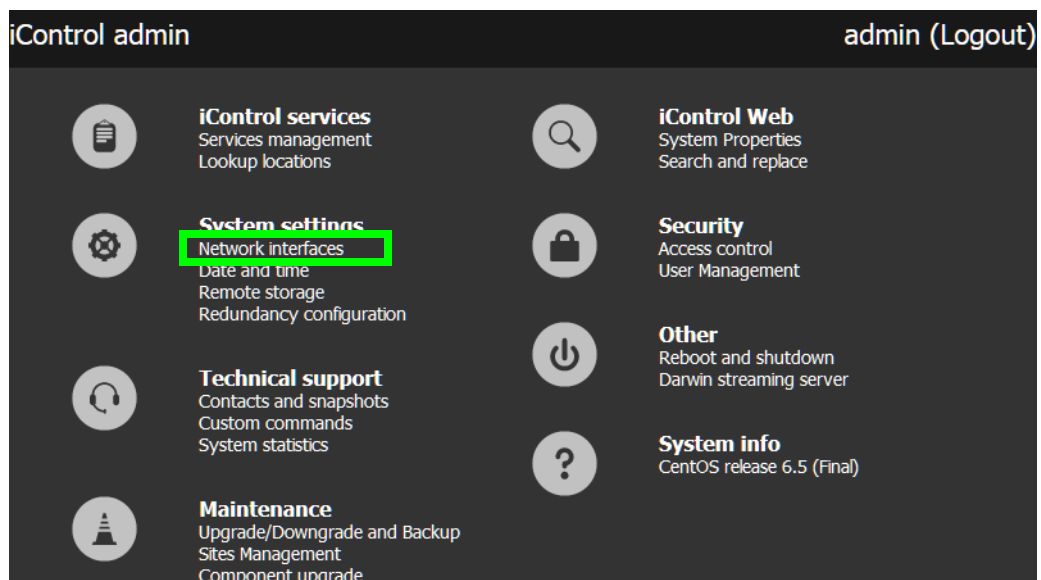 iControl admin
admin (Logout)
iControl services
Services management
Lookup locations
System settings
Network interfaces
Date and time
Remote storage
Redundancy configuration
Technical support
Contacts and snapshots
Custom commands
System statistics
Maintenance
Upgrade/Downgrade and Backup
Sites Management
Component upgrade
iControl Web
System Properties
Search and replace
Security
Access control
User Management
Other
Reboot and shutdown
Darwin streaming server
System info
CentOS release 6.5 (Final)